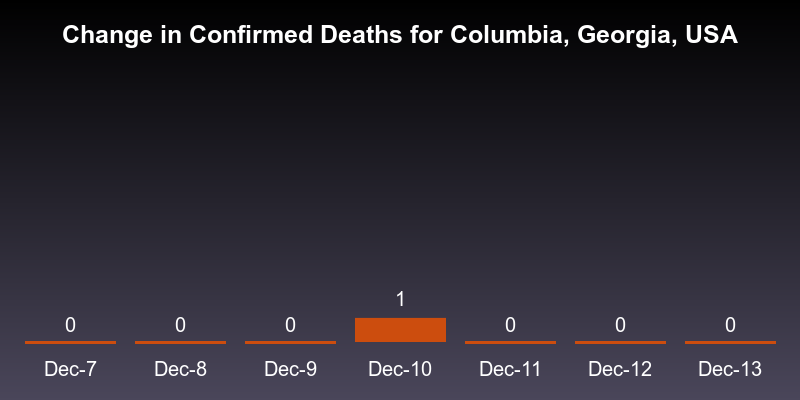 Change in Confirmed Deaths for Columbia, Georgia, USA
1
0 0 0 0 0 0
Dec-7 Dec-8 Dec-9 Dec-10 Dec-11 Dec-12 Dec-13